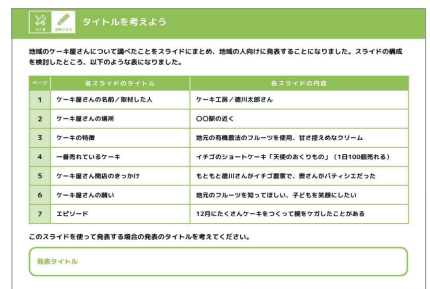 タイトルを考えよう
地域のケーキ屋さんについて調べたことをスライドにまとめ、地域の人向けに発表することになりました。スライドの構成
を検討したところ、以下のような表になりました。
ページ 各スライドのタイトル 各スライドの内容
1 ケーキ屋さんの名前／取材した人 ケーキ工房／徳川太郎さん
2 ケーキ屋さんの場所 〇〇駅の近く
3 ケーキの特徴 地元の有機農法のフルーツを使用、甘さ控えめなクリーム
4 一番売れているケーキ イチゴのショートケーキ「天使のおくりもの」（1日100個売れる）
5 ケーキ屋さん開店のきっかけ もともと徳川さんがイチゴ農家で、奥さんがパティシエだった
6 ケーキ屋さんの願い 地元のフルーツを知ってほしい、子どもを笑顔にしたい
7 エピソード 12月にたくさんケーキをつくって腕をケガしたことがある
このスライドを使って発表する場合の発表のタイトルを考えてください。
発表タイトル